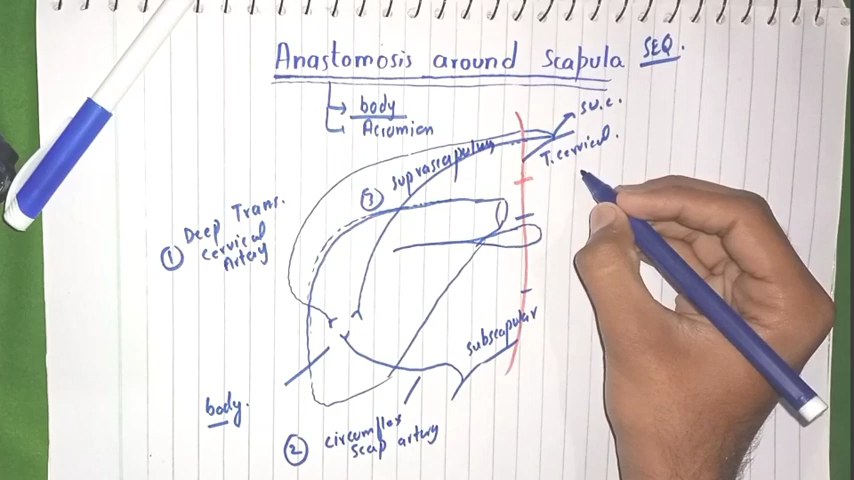 Anastomosis around scapula SEQ.
body
Acromion
sup.c.
T. cervical.
③ suprascapular
① Deep Trans. 
cervical
Artery
subscapular
body.
② circumflex
scap artery